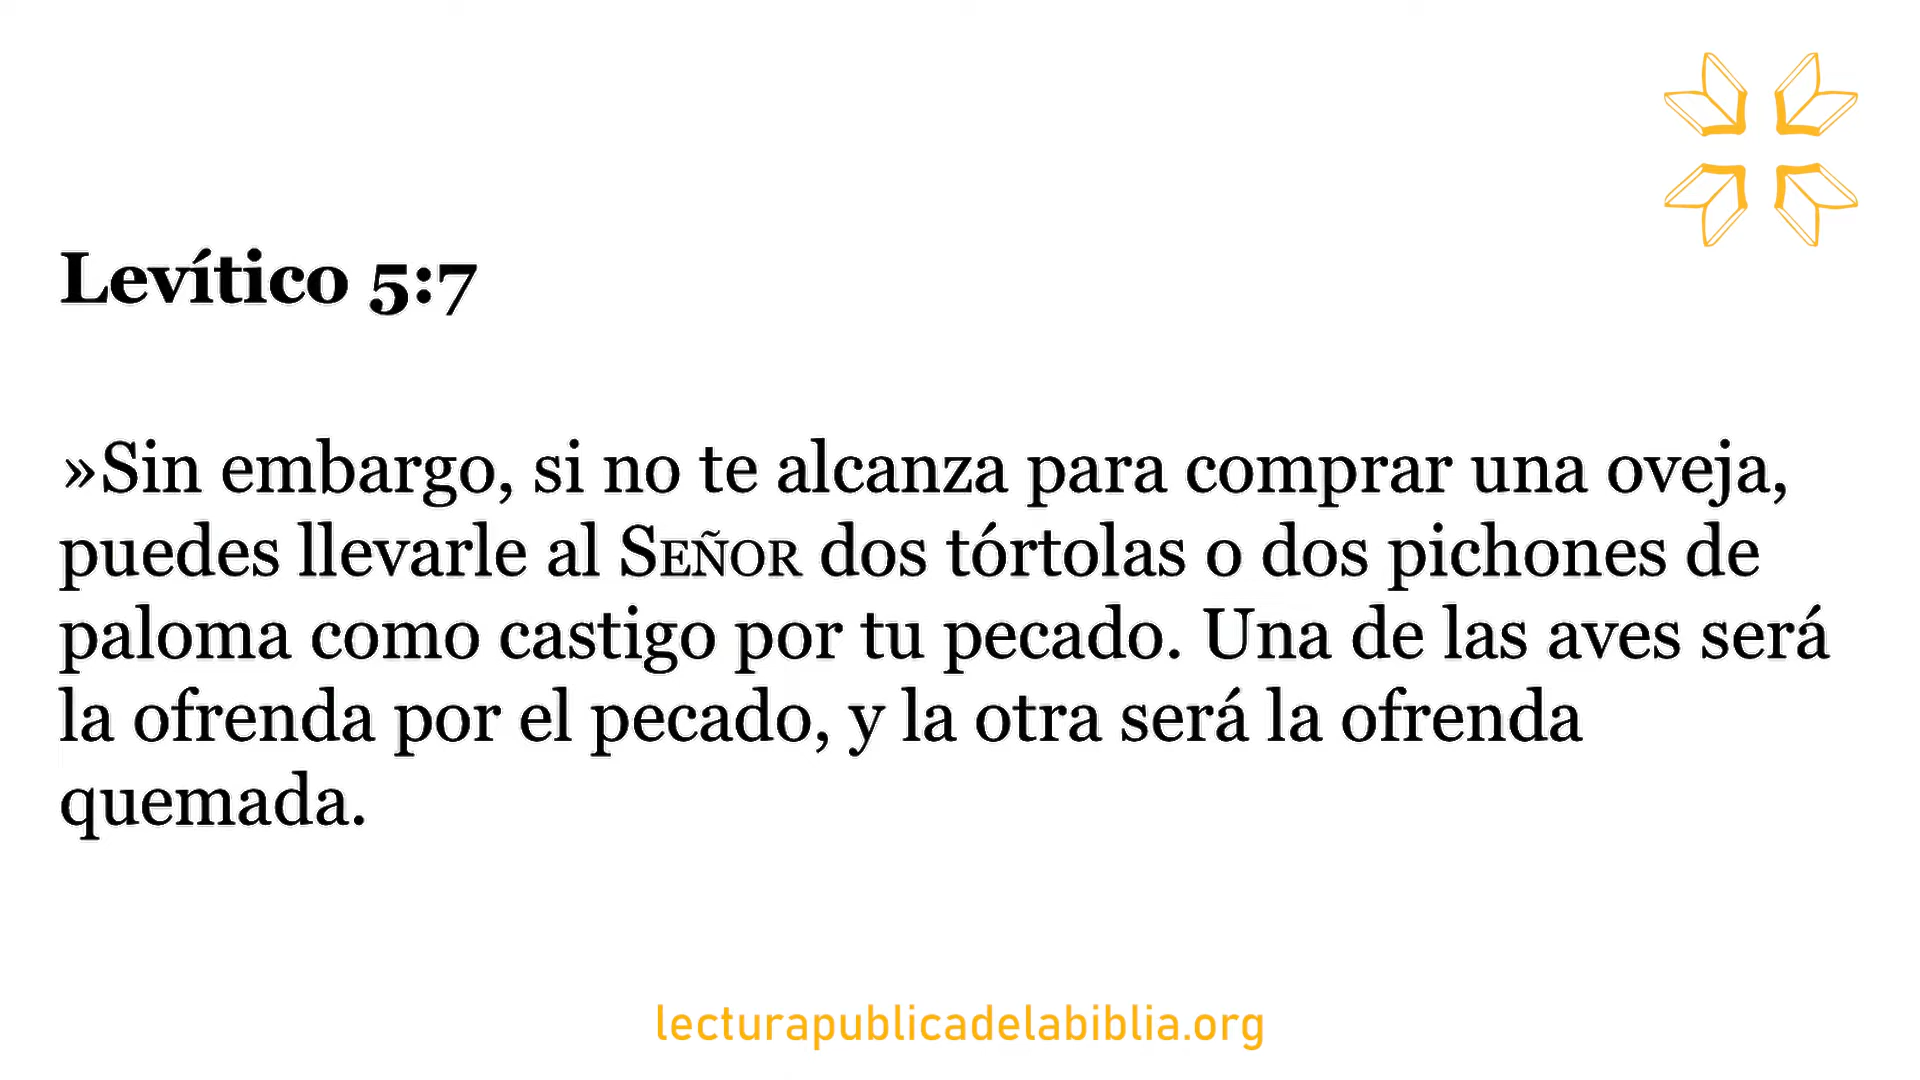 Levítico 5:7
»Sin embargo, si no te alcanza para comprar una oveja,
puedes llevarle al SEÑOR dos tórtolas o dos pichones de
paloma como castigo por tu pecado. Una de las aves será
la ofrenda por el pecado, y la otra será la ofrenda
quemada.
lecturapublicadelabiblia.org